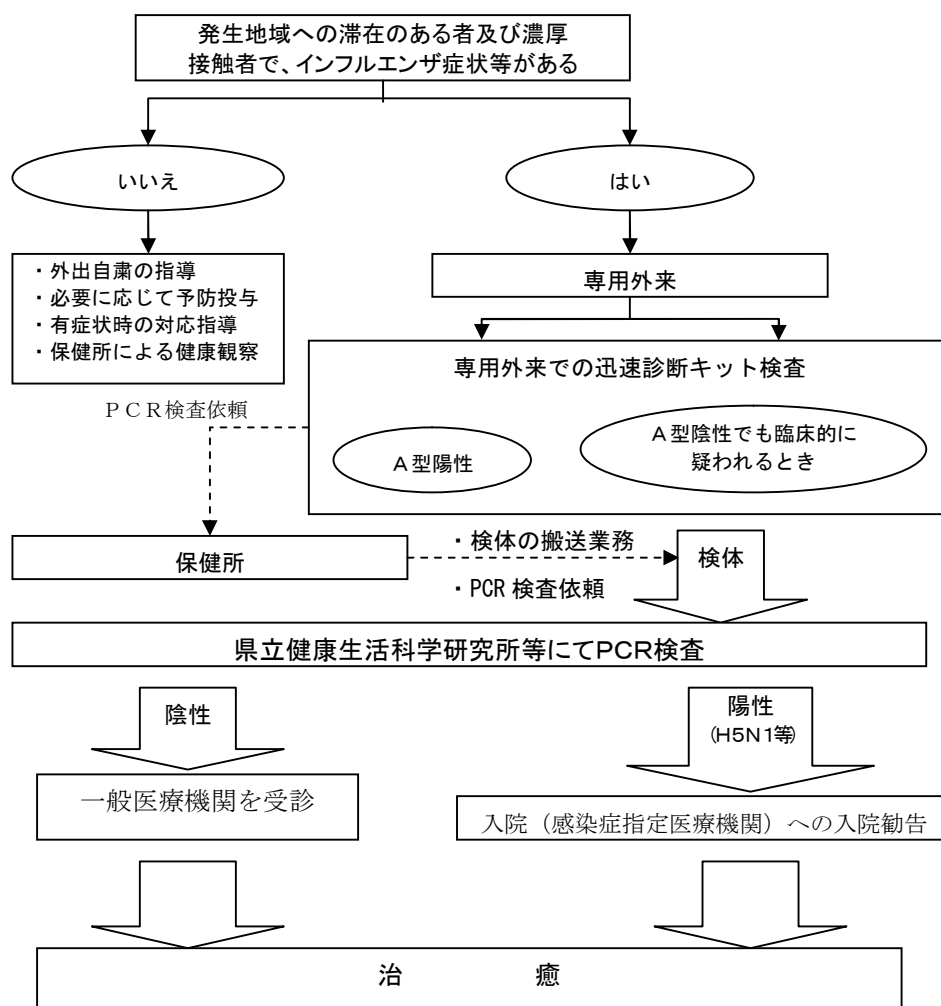 発生地域への滞在のある者及び濃厚
接触者で、インフルエンザ症状等がある
いいえ
はい
・外出自粛の指導
・必要に応じて予防投与
・有症状時の対応指導
・保健所による健康観察
専用外来
専用外来での迅速診断キット検査
ＰＣＲ検査依頼
Ａ型陽性
Ａ型陰性でも臨床的に
疑われるとき
保健所
・検体の搬送業務
・PCR 検査依頼
検体
県立健康生活科学研究所等にてPCR検査
陰性
陽性
(H5N1等)
一般医療機関を受診
入院（感染症指定医療機関）への入院勧告
治　　　　癒